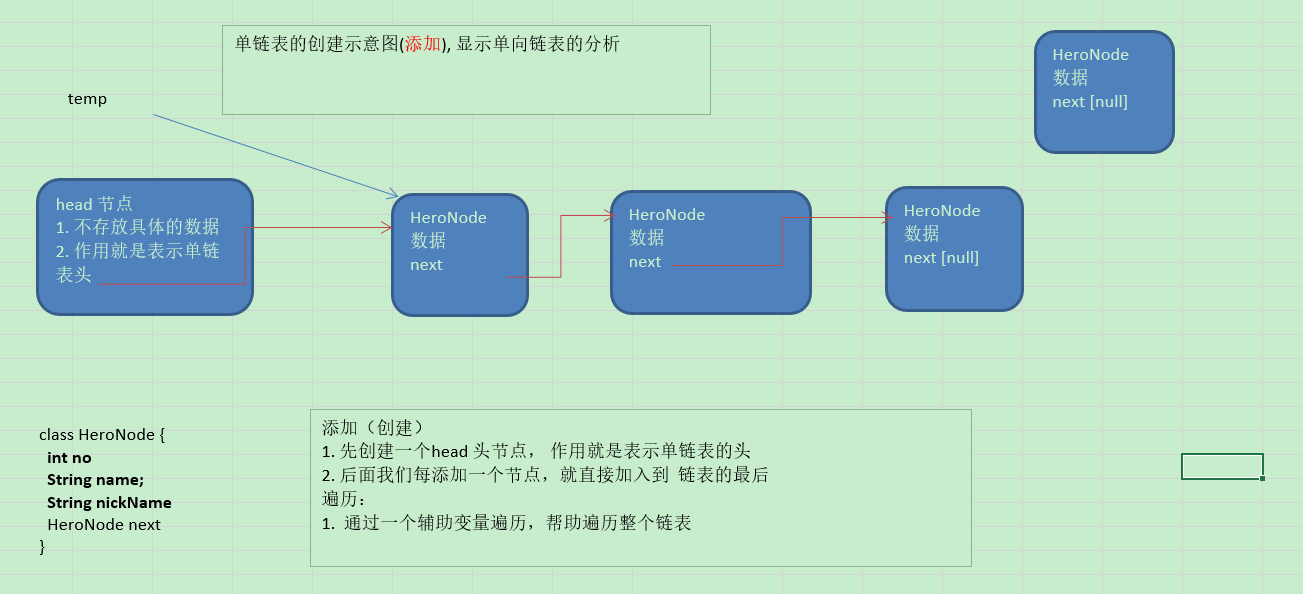 单链表的创建示意图(添加), 显示单向链表的分析
temp
HeroNode
数据
next [null]
head 节点
1. 不存放具体的数据
2. 作用就是表示单链
表头
HeroNode
数据
next
HeroNode
数据
next
HeroNode
数据
next [null]
class HeroNode {
int no
String name;
String nickName
HeroNode next
}
添加（创建）
1. 先创建一个head 头节点， 作用就是表示单链表的头
2. 后面我们每添加一个节点，就直接加入到 链表的最后
遍历：
1. 通过一个辅助变量遍历，帮助遍历整个链表